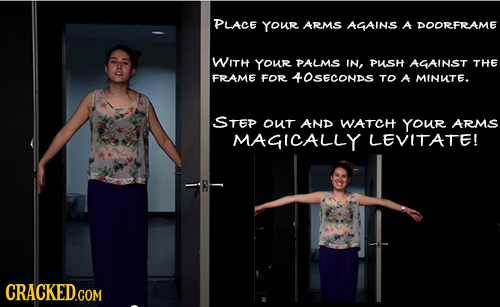 PLACE YOUR ARMS AGAINS A DOORFRAME
WITH YOUR PALMS IN, PUSH AGAINST THE
FRAME FOR 40SECONDS TO A MINUTE.
STEP OUT AND WATCH YOUR ARMS
MAGICALLY LEVITATE!
CRACKED.COM